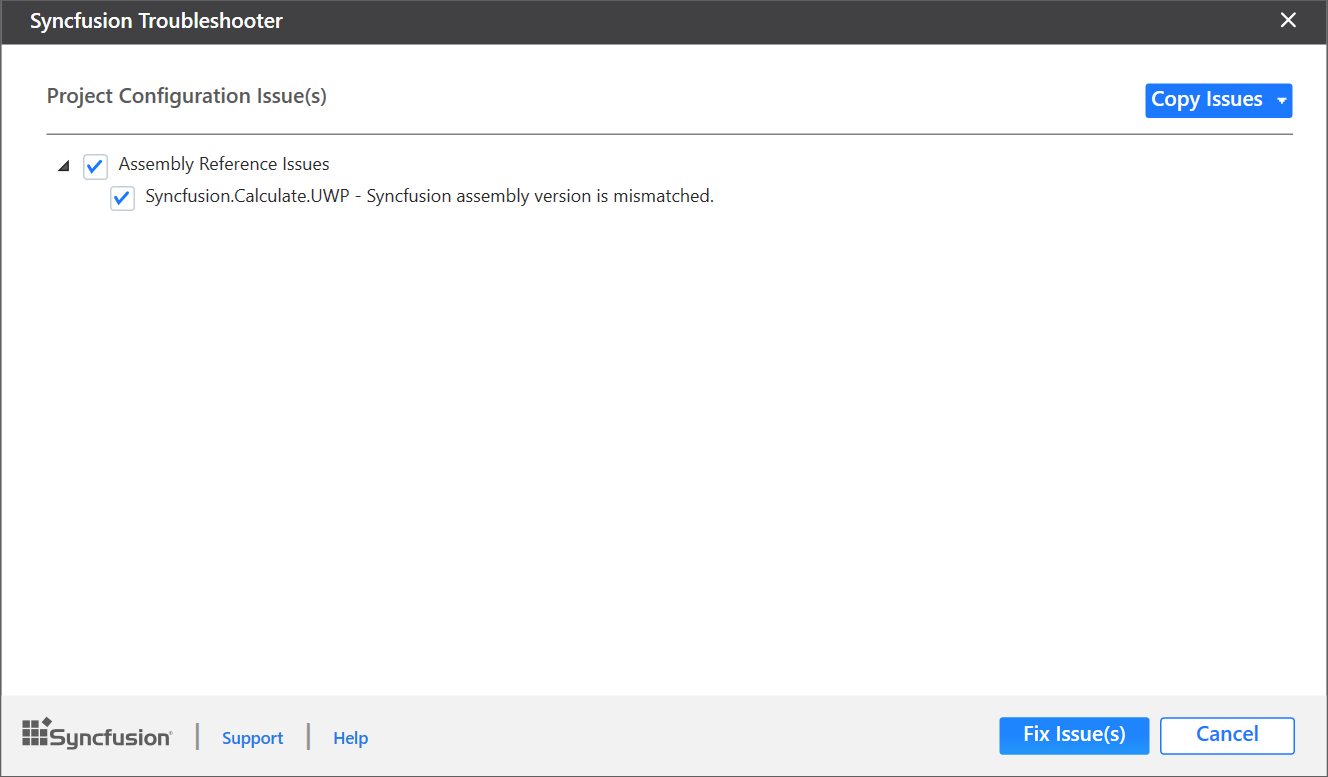 Syncfusion Troubleshooter
Project Configuration Issue(s)
Copy Issues
Assembly Reference Issues
Syncfusion.Calculate.UWP - Syncfusion assembly version is mismatched.
Syncfusion® | Support | Help
Fix Issue(s)
Cancel